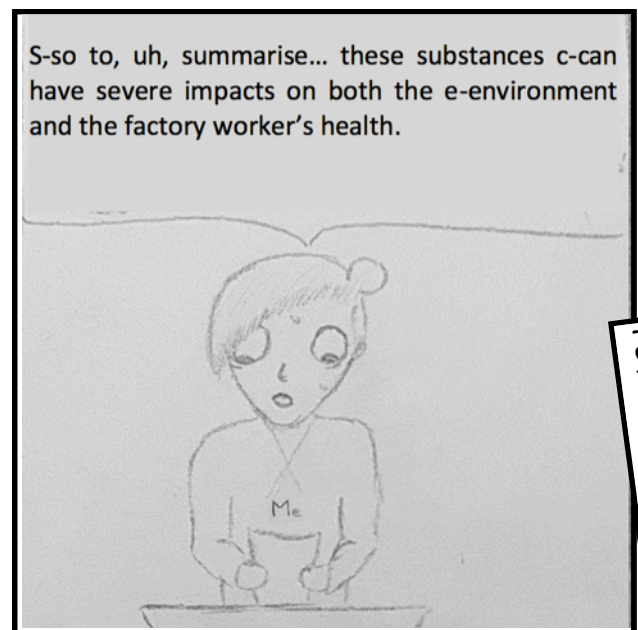 S-so to, uh, summarise... these substances c-can
have severe impacts on both the e-environment
and the factory worker's health.
Me